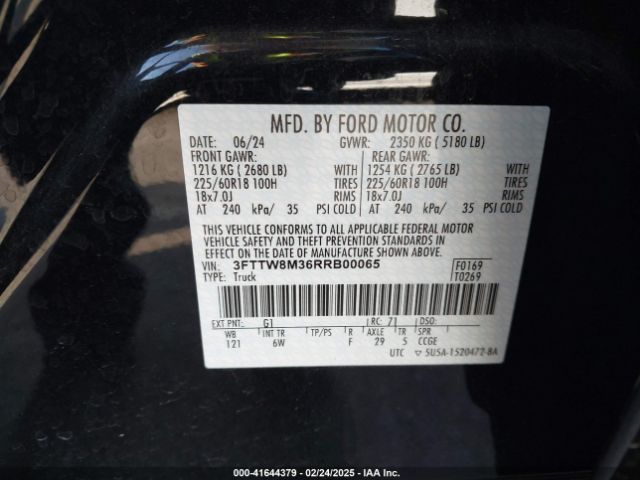 MFD. BY FORD MOTOR CO.
DATE: 06/24 GVWR: 2350 KG ( 5180 LB)
FRONT GAWR: REAR GAWR:
1216 KG ( 2680 LB) WITH 1254 KG ( 2765 LB) WITH
225/60R18 100H TIRES 225/60R18 100H TIRES
18x7.0J RIMS 18x7.0J RIMS
AT 240 kPa/ 35 PSI COLD AT 240 kPa/ 35 PSI COLD
THIS VEHICLE CONFORMS TO ALL APPLICABLE FEDERAL MOTOR
VEHICLE SAFETY AND THEFT PREVENTION STANDARDS IN EFFECT
ON THE DATE OF MANUFACTURE SHOWN ABOVE.
VIN: 3FTTW8M36RRB00065 F0169
TYPE: Truck T0269
EXT PNT: G1 RC: 71 DSO:
WB INT TR TP/PS R AXLE TR SPR
121 6W F 29 5 CCGE
UTC ▽ 5U5A-1520472-BA
000-41644379 - 02/24/2025 - IAA Inc.